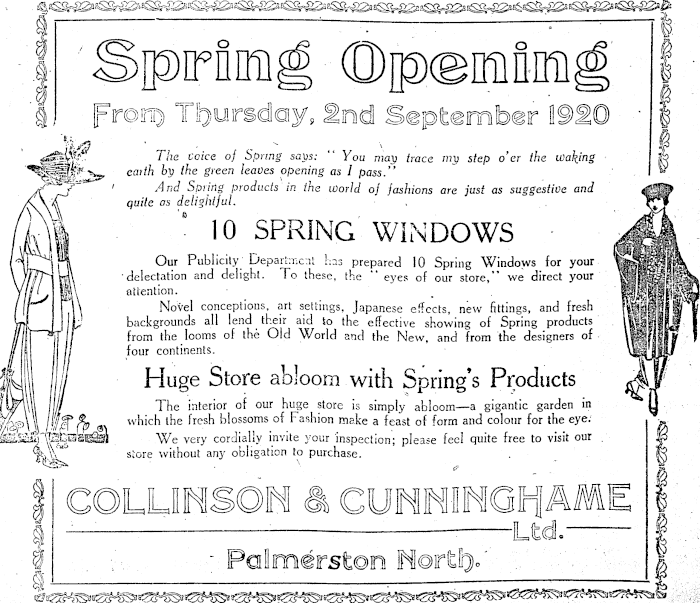 Spring Opening
From Thursday, 2nd September 1920
The voice of Spring says: "You may trace my step o'er the waking
earth by the green leaves opening as I pass."
And Spring products in the world of fashions are just as suggestive and
quite as delightful.
10 SPRING WINDOWS
Our Publicity Department has prepared 10 Spring Windows for your
delectation and delight. To these, the "eyes of our store," we direct your
attention.
Novel conceptions, art settings, Japanese effects, new fittings, and fresh
backgrounds all lend their aid to the effective showing of Spring products
from the looms of the Old World and the New, and from the designers of
four continents.
Huge Store abloom with Spring's Products
The interior of our huge store is simply abloom—a gigantic garden in
which the fresh blossoms of Fashion make a feast of form and colour for the eye.
We very cordially invite your inspection; please feel quite free to visit our
store without any obligation to purchase.
COLLINSON & CUNNINGHAME
Ltd.
Palmerston North.